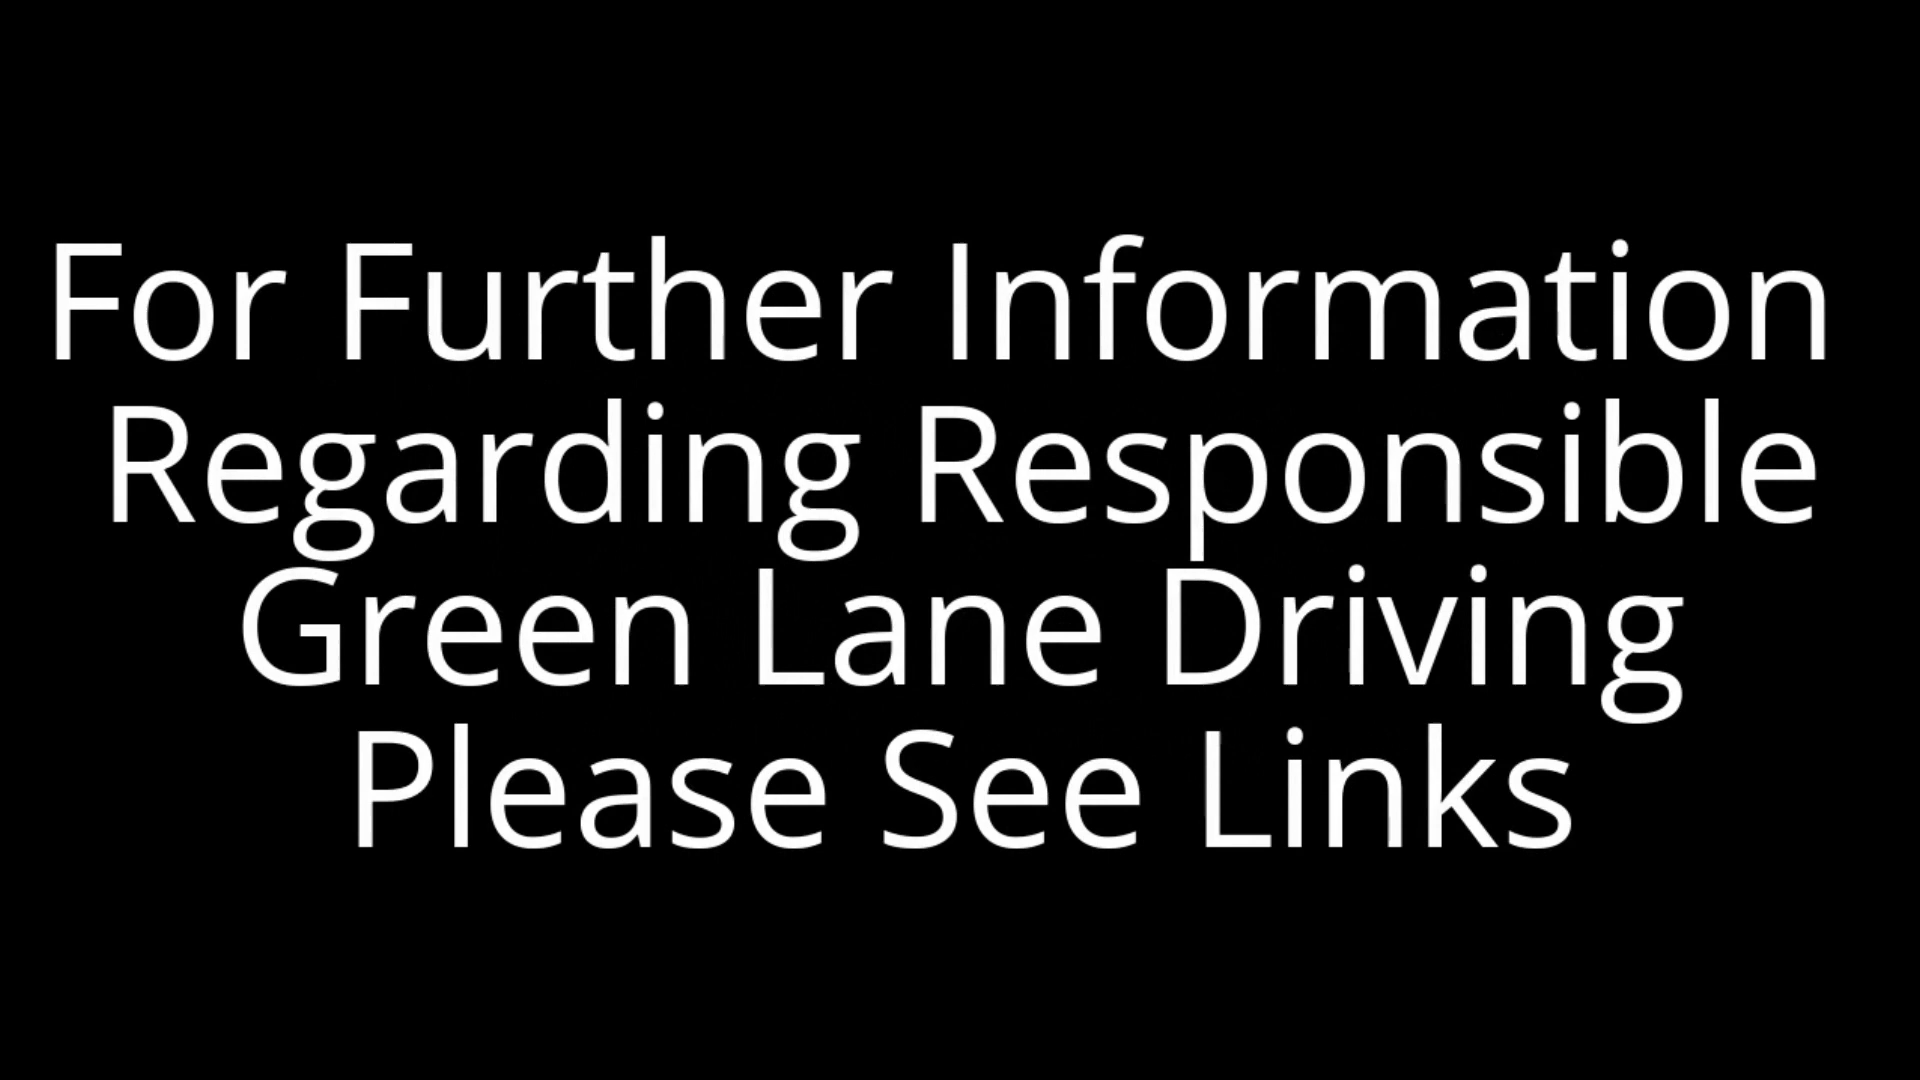 For Further Information
Regarding Responsible
Green Lane Driving
Please See Links